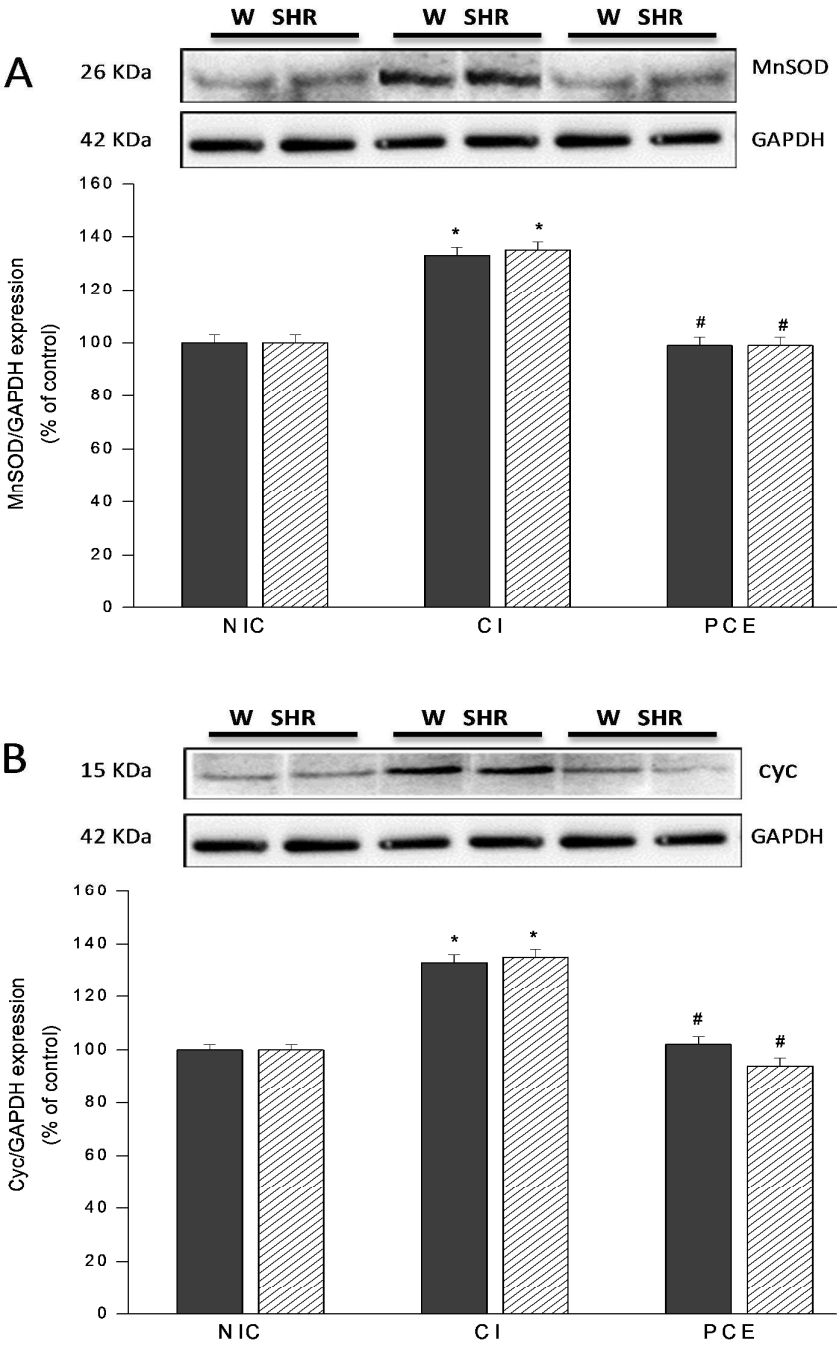 W SHR W SHR W SHR
A
26 KDa MnSOD
42 KDa GAPDH
MnSOD/GAPDH expression
(% of control)
160
140
120
100
80
60
40
20
0
* *
# #
NIC CI PCE
W SHR W SHR W SHR
B
15 KDa cyc
42 KDa GAPDH
Cyc/GAPDH expression
(% of control)
160
140
120
100
80
60
40
20
0
* *
# #
NIC CI PCE